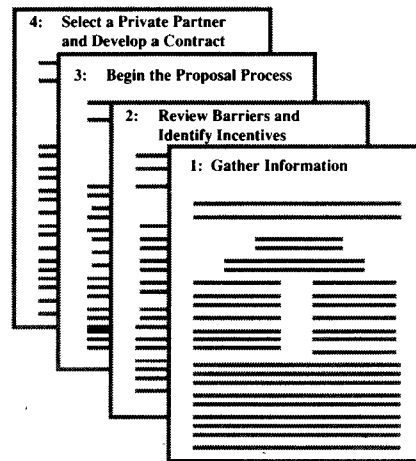 4: Select a Private Partner
and Develop a Contract
3: Begin the Proposal Process
2: Review Barriers and
Identify Incentives
1: Gather Information